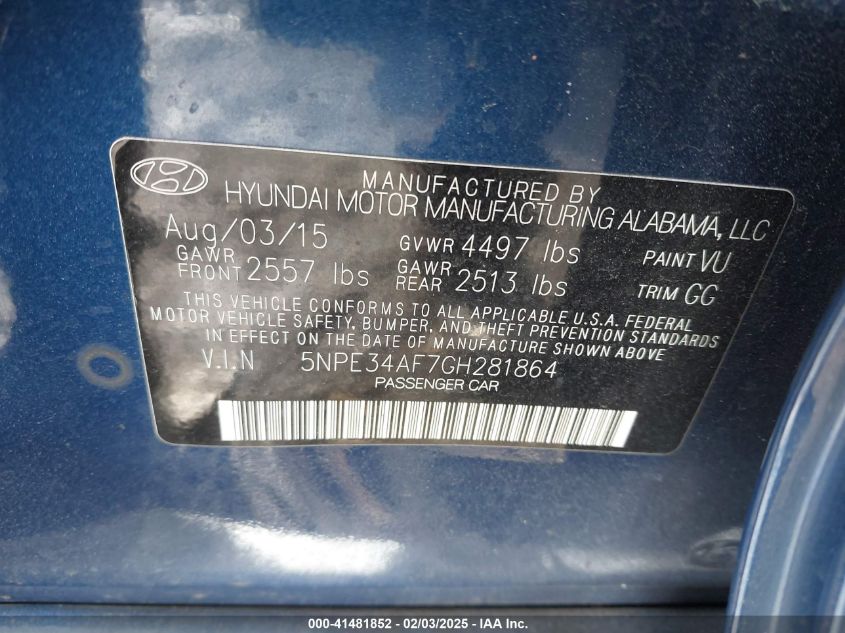 MANUFACTURED BY
HYUNDAI MOTOR MANUFACTURING ALABAMA, LLC
Aug/03/15 GVWR 4497 lbs PAINT VU
GAWR FRONT 2557 lbs GAWR REAR 2513 lbs TRIM GG
THIS VEHICLE CONFORMS TO ALL APPLICABLE U.S.A. FEDERAL
MOTOR VEHICLE SAFETY, BUMPER, AND THEFT PREVENTION STANDARDS
IN EFFECT ON THE DATE OF MANUFACTURE SHOWN ABOVE.
V.I.N 5NPE34AF7GH281864
PASSENGER CAR
000-41481852 - 02/03/2025 - IAA Inc.